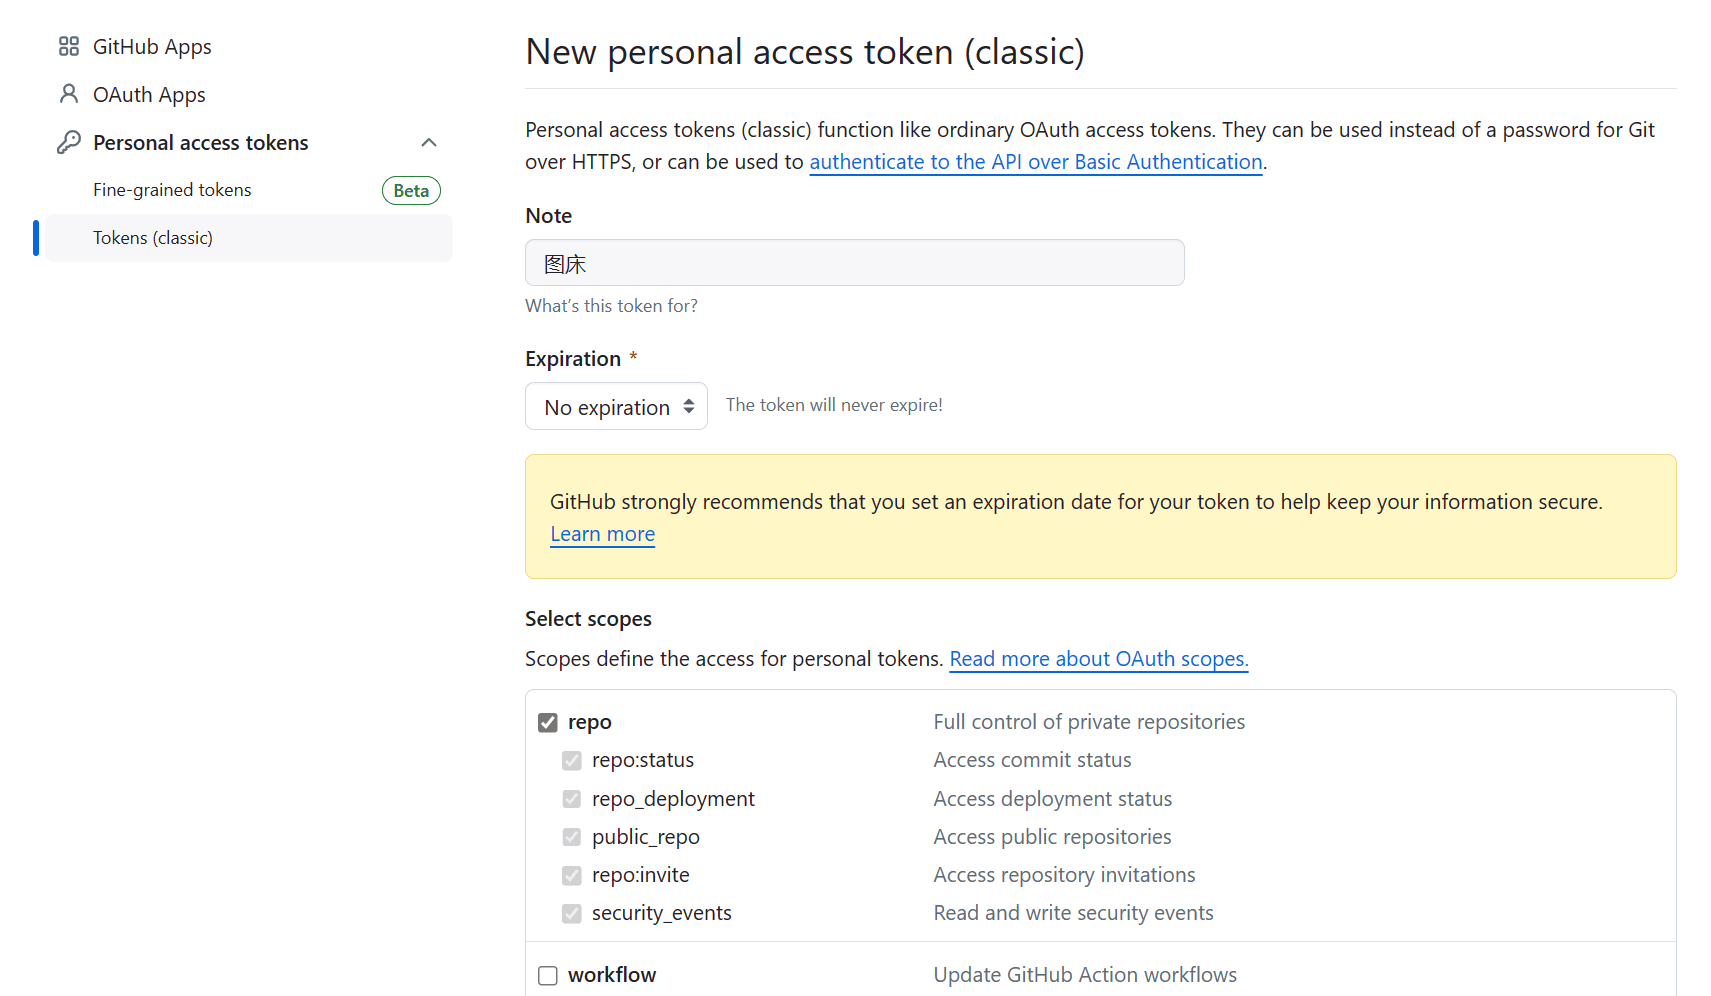 GitHub Apps
OAuth Apps
Personal access tokens
Fine-grained tokens
Beta
Tokens (classic)
New personal access token (classic)
Personal access tokens (classic) function like ordinary OAuth access tokens. They can be used instead of a password for Git
over HTTPS, or can be used to authenticate to the API over Basic Authentication.
Note
图床
What's this token for?
Expiration *
No expiration
The token will never expire!
GitHub strongly recommends that you set an expiration date for your token to help keep your information secure.
Learn more
Select scopes
Scopes define the access for personal tokens. Read more about OAuth scopes.
repo Full control of private repositories
repo:status Access commit status
repo_deployment Access deployment status
public_repo Access public repositories
repo:invite Access repository invitations
security_events Read and write security events
workflow Update GitHub Action workflows